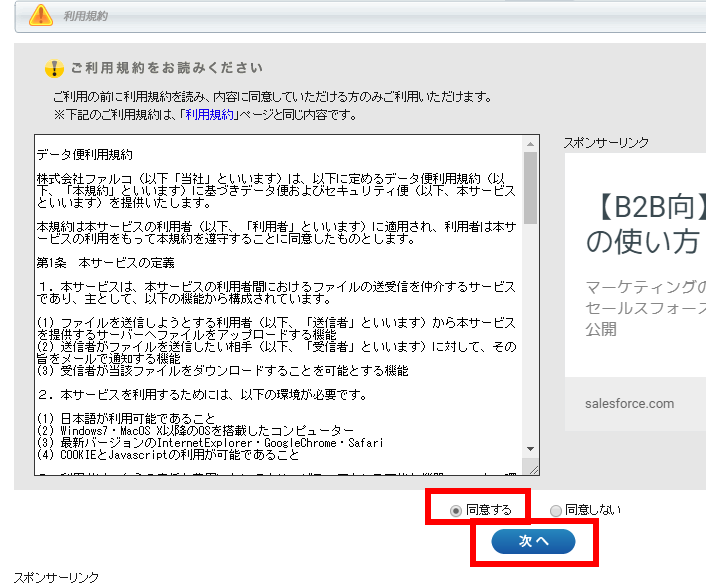 利用規約
ご利用規約をお読みください
ご利用の前に利用規約を読み、内容に同意していただける方のみご利用いただけます。
※下記のご利用規約は、「利用規約」ページと同じ内容です。
データ便利用規約
株式会社ファルコ（以下「当社」といいます）は、以下に定めるデータ便利用規約（以
下、「本規約」といいます）に基づきデータ便およびセキュリティ便（以下、本サービス
といいます）を提供いたします。
本規約は本サービスの利用者（以下、「利用者」といいます）に適用され、利用者は本サ
ービスの利用をもって本規約を遵守することに同意したものとします。
第1条　本サービスの定義
１．本サービスは、本サービスの利用者間におけるファイルの送受信を仲介するサービス
であり、主として、以下の機能から構成されています。
(1) ファイルを送信しようとする利用者（以下、「送信者」といいます）から本サービス
を提供するサーバーへファイルをアップロードする機能
(2) 送信者がファイルを送信したい相手（以下、「受信者」といいます）に対して、その
旨をメールで通知する機能
(3) 受信者が当該ファイルをダウンロードすることを可能とする機能
２．本サービスを利用するためには、以下の環境が必要です。
(1) 日本語が利用可能であること
(2) Windows7・MacOS X以降のOSを搭載したコンピューター
(3) 最新バージョンのInternetExplorer・GoogleChrome・Safari
(4) COOKIEとJavascriptの利用が可能であること
スポンサーリンク
【B2B向】
の使い方
マーケティングの
セールスフォース
公開
salesforce.com
同意する
同意しない
次へ
スポンサーリンク